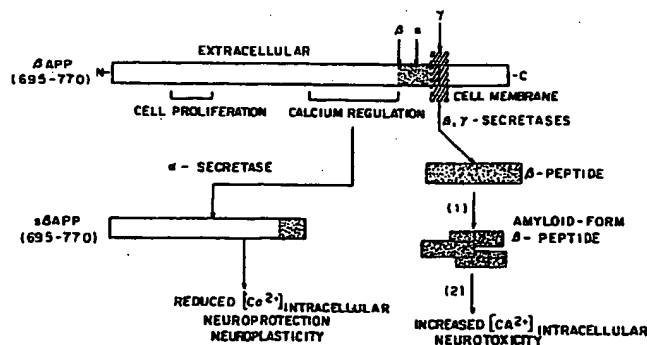 β α γ
EXTRACELLULAR
βAPP
(695-770)
N-
-C
CELL MEMBRANE
CELL PROLIFERATION
CALCIUM REGULATION
β,γ-SECRETASES
α-SECRETASE
β-PEPTIDE
(1)
sβAPP
(695-770)
AMYLOID-FORM
β-PEPTIDE
(2)
REDUCED [Ca²⁺]INTRACELLULAR
NEUROPROTECTION
NEUROPLASTICITY
INCREASED [CA²⁺]INTRACELLULAR
NEUROTOXICITY